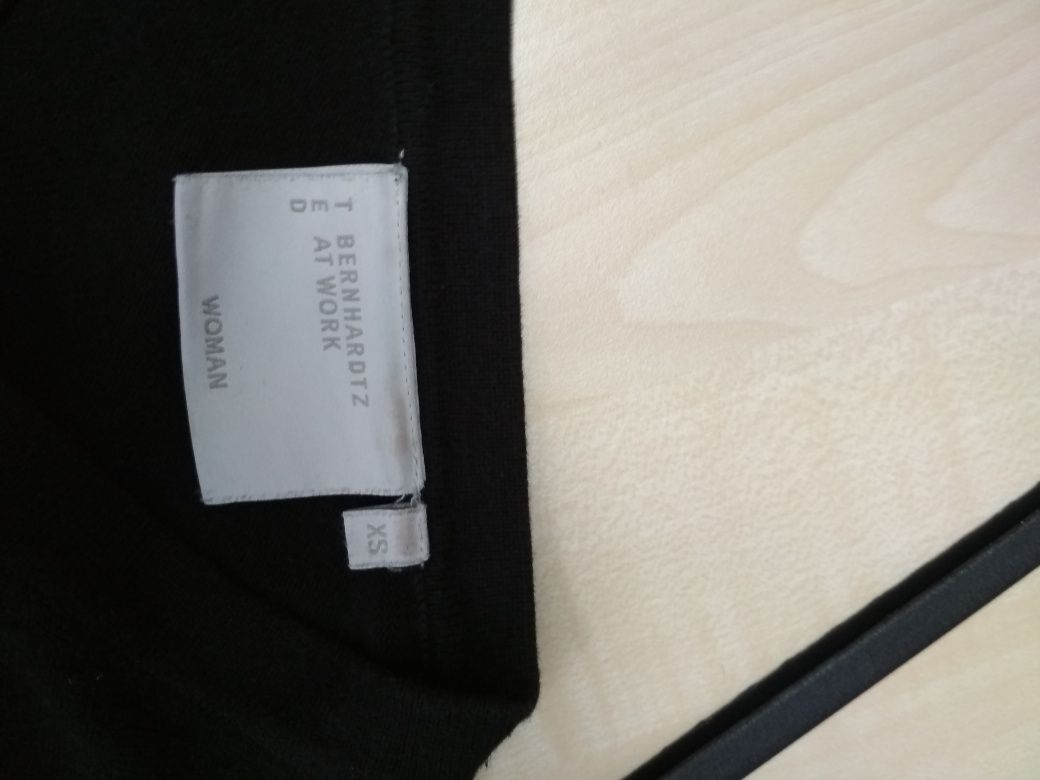 T BERNHARDTZ
E AT WORK
D
WOMAN
XS